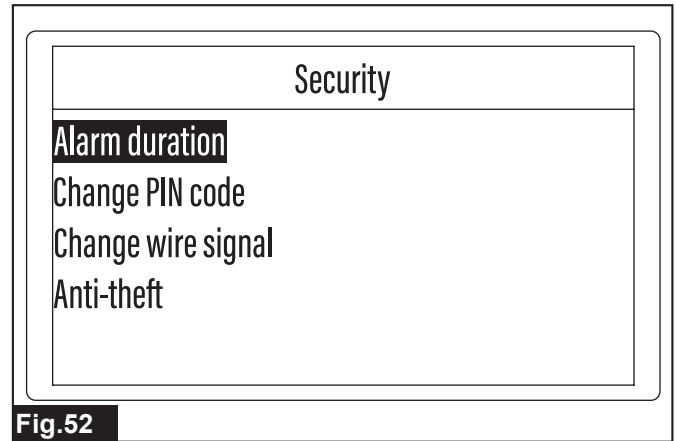 Security
Alarm duration
Change PIN code
Change wire signal
Anti-theft
Fig.52